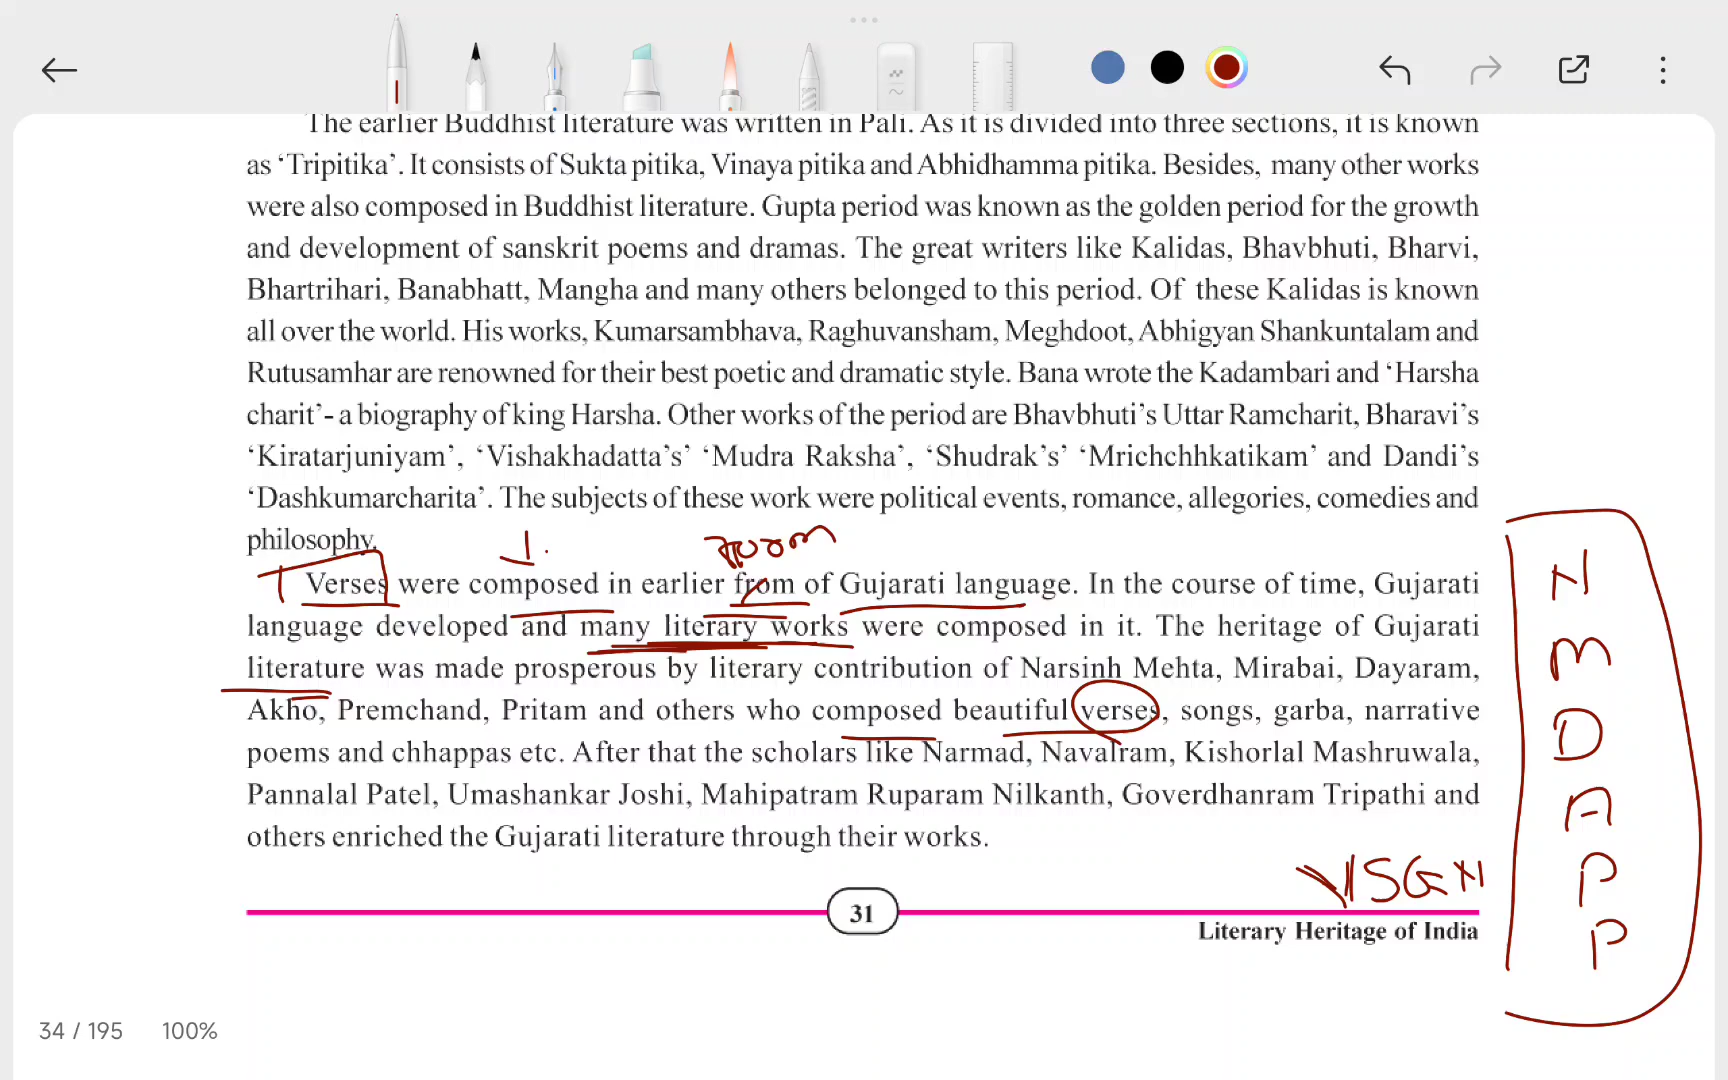 The earlier Buddhist literature was written in Pali. As it is divided into three sections, it is known
as ‘Tripitika’. It consists of Sukta pitika, Vinaya pitika and Abhidhamma pitika. Besides, many other works
were also composed in Buddhist literature. Gupta period was known as the golden period for the growth
and development of sanskrit poems and dramas. The great writers like Kalidas, Bhavbhuti, Bharvi,
Bhartrihari, Banabhatt, Mangha and many others belonged to this period. Of these Kalidas is known
all over the world. His works, Kumarsambhava, Raghuvansham, Meghdoot, Abhigyan Shankuntalam and
Rutusamhar are renowned for their best poetic and dramatic style. Bana wrote the Kadambari and ‘Harsha
charit’- a biography of king Harsha. Other works of the period are Bhavbhuti’s Uttar Ramcharit, Bharavi’s
‘Kiratarjuniyam’, ‘Vishakhadatta’s’ ‘Mudra Raksha’, ‘Shudrak’s’ ‘Mrichchhkatikam’ and Dandi’s
‘Dashkumarcharita’. The subjects of these work were political events, romance, allegories, comedies and
philosophy.
1.
Verses were composed in earlier from of Gujarati language. In the course of time, Gujarati
language developed and many literary works were composed in it. The heritage of Gujarati
literature was made prosperous by literary contribution of Narsinh Mehta, Mirabai, Dayaram,
Akho, Premchand, Pritam and others who composed beautiful verses, songs, garba, narrative
poems and chhappas etc. After that the scholars like Narmad, Navalram, Kishorlal Mashruwala,
Pannalal Patel, Umashankar Joshi, Mahipatram Ruparam Nilkanth, Goverdhanram Tripathi and
others enriched the Gujarati literature through their works.
N
M
D
A
P
P
VSGN
31
Literary Heritage of India
34 / 195 100%